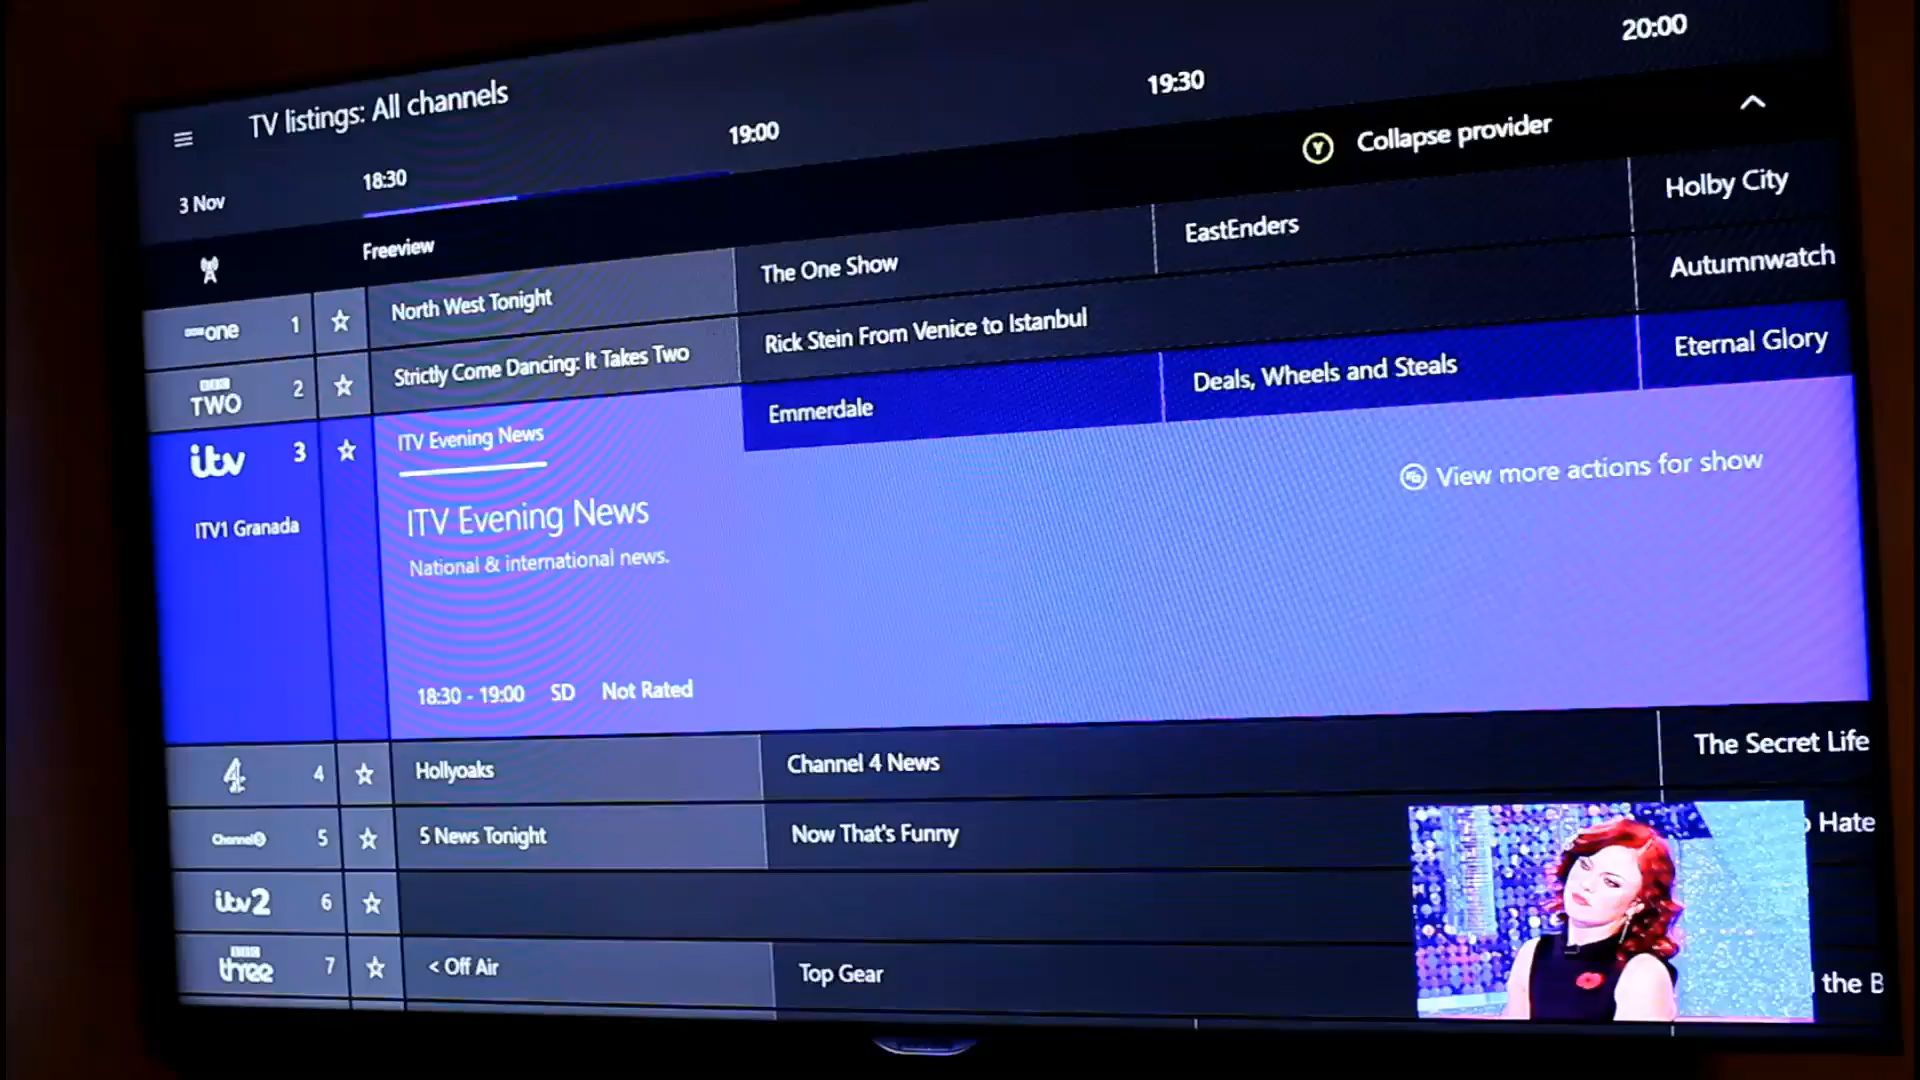 TV listings: All channels
3 Nov
18:30
19:00
19:30
20:00
Freeview
Y Collapse provider
one 1
North West Tonight
The One Show
EastEnders
Holby City
BBC
TWO 2
Strictly Come Dancing: It Takes Two
Rick Stein From Venice to Istanbul
Autumnwatch
itv 3
ITV1 Granada
ITV Evening News
Emmerdale
Deals, Wheels and Steals
Eternal Glory
ITV Evening News
View more actions for show
National & international news.
18:30 - 19:00 SD Not Rated
4 4
Hollyoaks
Channel 4 News
The Secret Life
Channel5 5
5 News Tonight
Now That's Funny
Hate
itv2 6
BBC
three 7
< Off Air
Top Gear
the B